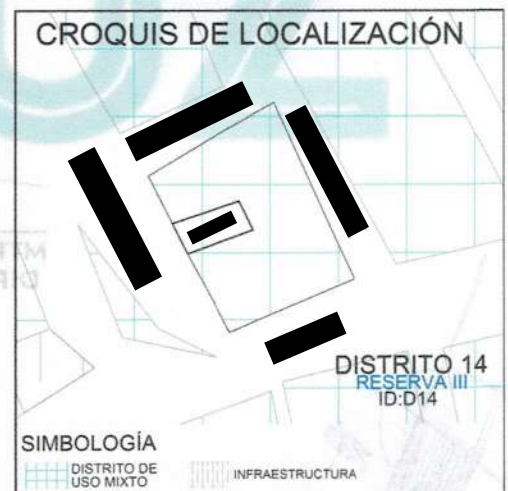 CROQUIS DE LOCALIZACIÓN
DISTRITO 14
RESERVA III
ID:D14
SIMBOLOGÍA
DISTRITO DE
USO MIXTO
INFRAESTRUCTURA